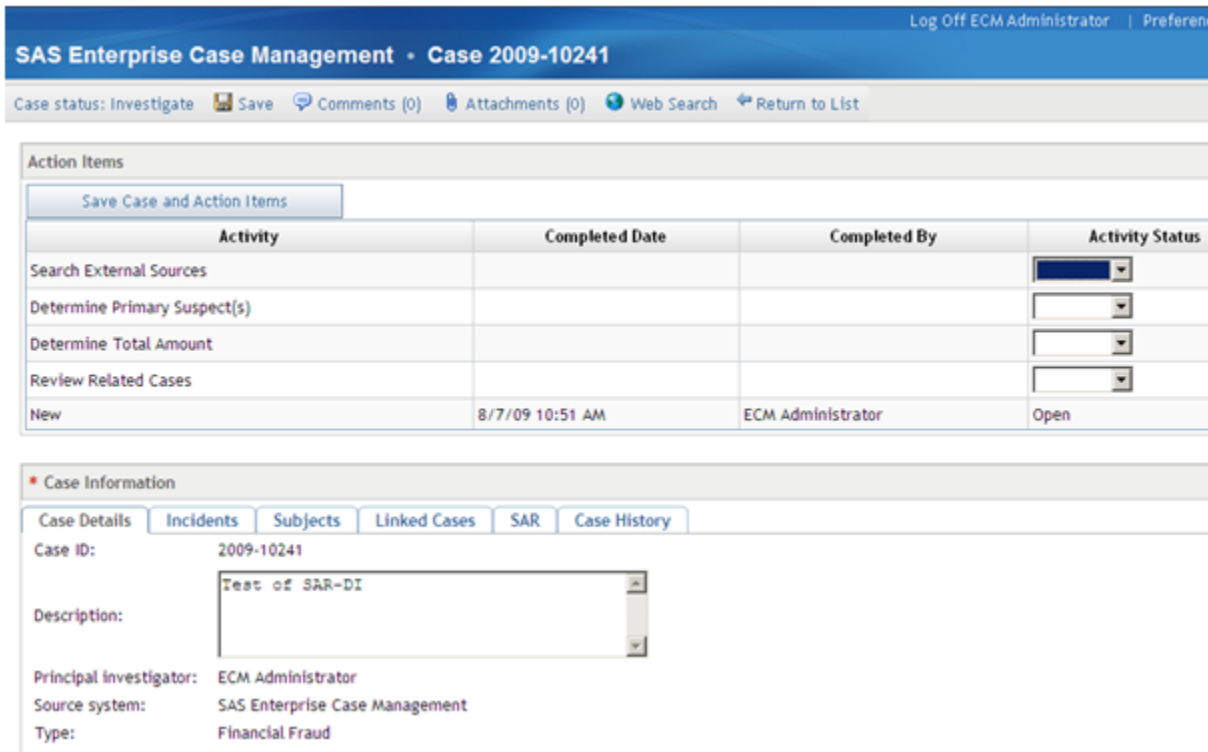 Log Off ECM Administrator | Preferen
SAS Enterprise Case Management • Case 2009-10241
Case status: Investigate Save Comments (0) Attachments (0) Web Search Return to List
Action Items
Save Case and Action Items
Activity Completed Date Completed By Activity Status
Search External Sources
Determine Primary Suspect(s)
Determine Total Amount
Review Related Cases
New 8/7/09 10:51 AM ECM Administrator Open
* Case Information
Case Details Incidents Subjects Linked Cases SAR Case History
Case ID: 2009-10241
Description: Test of SAR-DI
Principal investigator: ECM Administrator
Source system: SAS Enterprise Case Management
Type: Financial Fraud